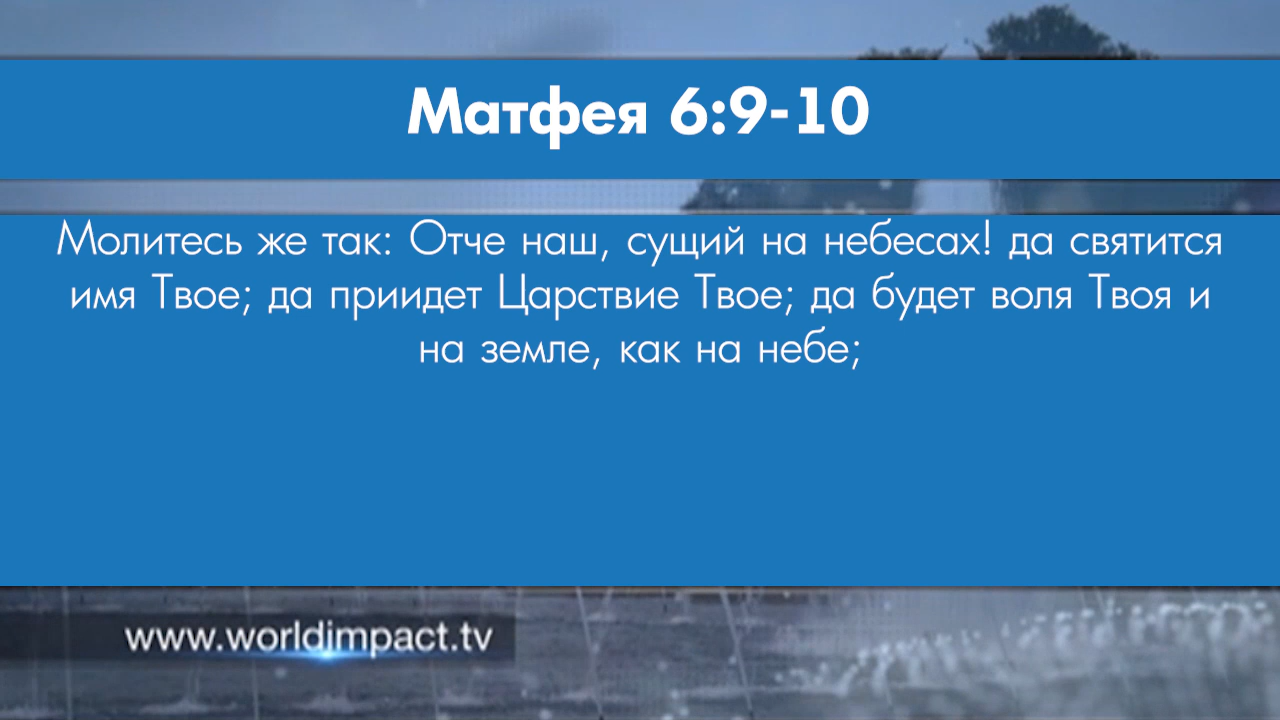 Матфея 6:9-10
Молитесь же так: Отче наш, сущий на небесах! да святится
имя Твое; да приидет Царствие Твое; да будет воля Твоя и
на земле, как на небе;
www.worldimpact.tv